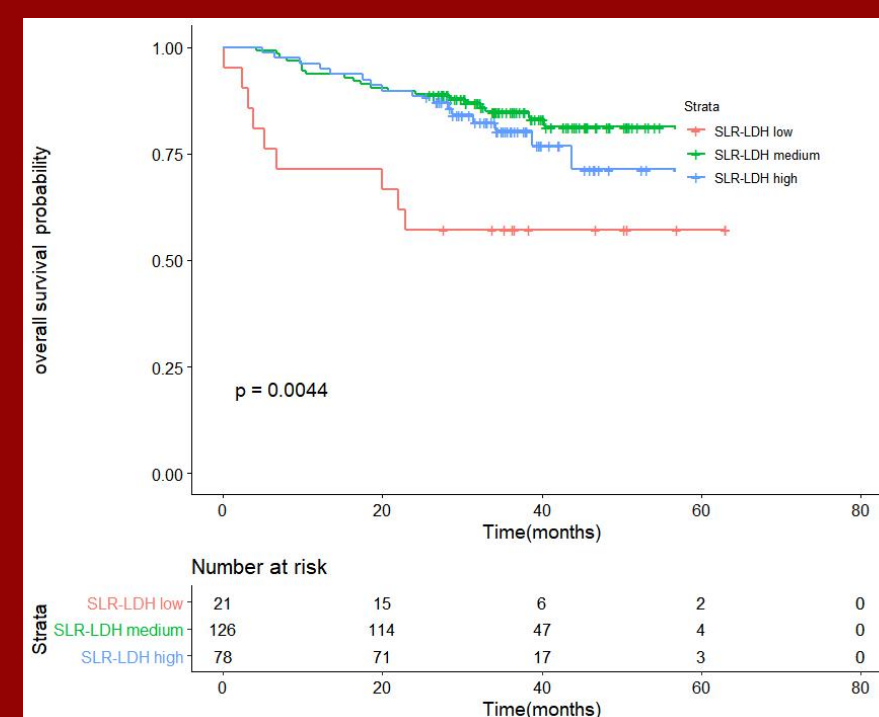 1.00
0.75
0.50
0.25
0.00
overall survival probability
Strata
SLR-LDH low
SLR-LDH medium
SLR-LDH high
p = 0.0044
0 20 40 60 80
Time(months)
Number at risk
Strata
SLR-LDH low 21 15 6 2 0
SLR-LDH medium 126 114 47 4 0
SLR-LDH high 78 71 17 3 0
0 20 40 60 80
Time(months)